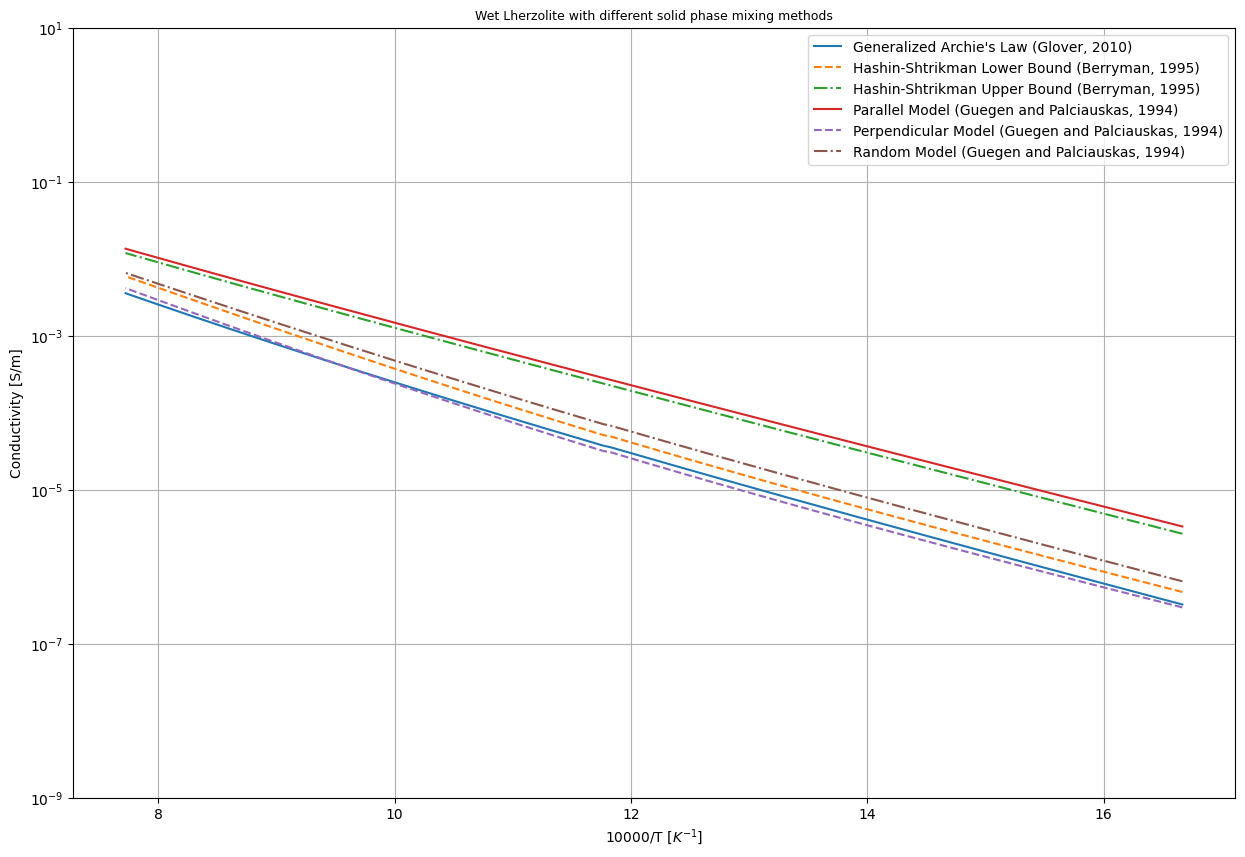 Wet Lherzolite with different solid phase mixing methods
Generalized Archie's Law (Glover, 2010)
Hashin-Shtrikman Lower Bound (Berryman, 1995)
Hashin-Shtrikman Upper Bound (Berryman, 1995)
Parallel Model (Guegen and Palciauskas, 1994)
Perpendicular Model (Guegen and Palciauskas, 1994)
Random Model (Guegen and Palciauskas, 1994)
Conductivity [S/m]
10¹
10⁻¹
10⁻³
10⁻⁵
10⁻⁷
10⁻⁹
8 10 12 14 16
10000/T [K⁻¹]